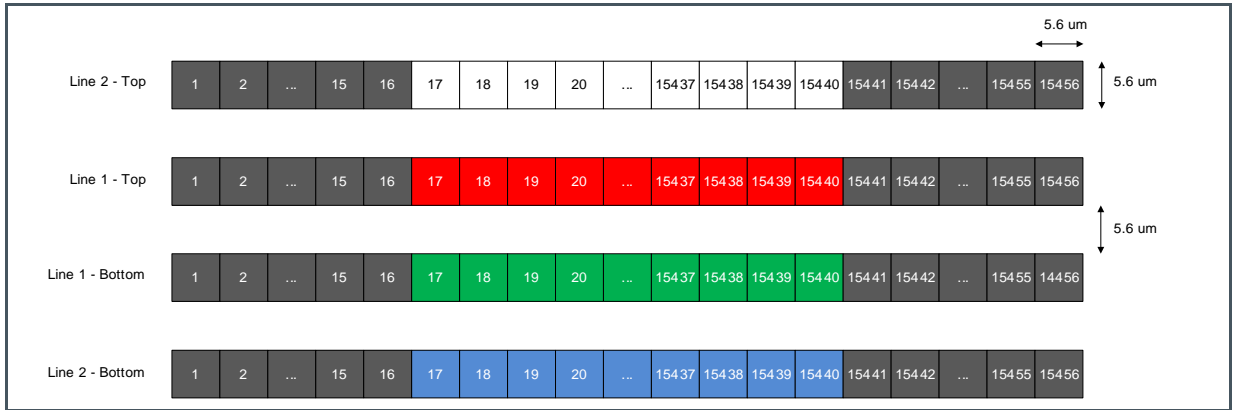 5.6 um
Line 2 - Top 1 2 ... 15 16 17 18 19 20 ... 15437 15438 15439 15440 15441 15442 ... 15455 15456 5.6 um
Line 1 - Top 1 2 ... 15 16 17 18 19 20 ... 15437 15438 15439 15440 15441 15442 ... 15455 15456
5.6 um
Line 1 - Bottom 1 2 ... 15 16 17 18 19 20 ... 15437 15438 15439 15440 15441 15442 ... 15455 14456
Line 2 - Bottom 1 2 ... 15 16 17 18 19 20 ... 15437 15438 15439 15440 15441 15442 ... 15455 15456